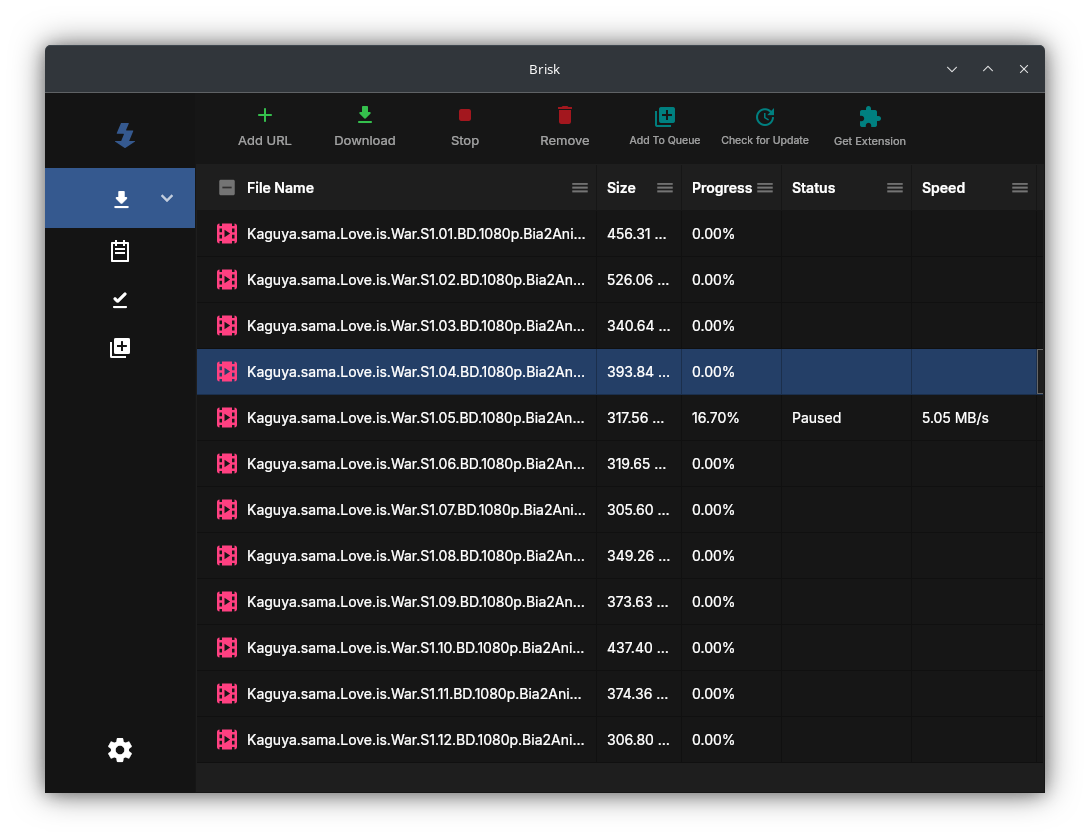 Brisk
Add URL Download Stop Remove Add To Queue Check for Update Get Extension
File Name Size Progress Status Speed
Kaguya.sama.Love.is.War.S1.01.BD.1080p.Bia2Ani... 456.31 ... 0.00%
Kaguya.sama.Love.is.War.S1.02.BD.1080p.Bia2An... 526.06 ... 0.00%
Kaguya.sama.Love.is.War.S1.03.BD.1080p.Bia2An... 340.64 ... 0.00%
Kaguya.sama.Love.is.War.S1.04.BD.1080p.Bia2An... 393.84 ... 0.00%
Kaguya.sama.Love.is.War.S1.05.BD.1080p.Bia2An... 317.56 ... 16.70% Paused 5.05 MB/s
Kaguya.sama.Love.is.War.S1.06.BD.1080p.Bia2An... 319.65 ... 0.00%
Kaguya.sama.Love.is.War.S1.07.BD.1080p.Bia2Ani... 305.60 ... 0.00%
Kaguya.sama.Love.is.War.S1.08.BD.1080p.Bia2An... 349.26 ... 0.00%
Kaguya.sama.Love.is.War.S1.09.BD.1080p.Bia2An... 373.63 ... 0.00%
Kaguya.sama.Love.is.War.S1.10.BD.1080p.Bia2Ani... 437.40 ... 0.00%
Kaguya.sama.Love.is.War.S1.11.BD.1080p.Bia2Ani... 374.36 ... 0.00%
Kaguya.sama.Love.is.War.S1.12.BD.1080p.Bia2Ani... 306.80 ... 0.00%